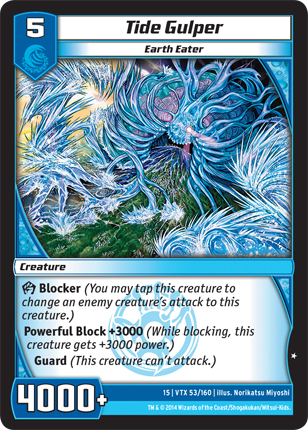 5
Tide Gulper
Earth Eater
Creature
Blocker (You may tap this creature to
change an enemy creature's attack to this
creature.)
Powerful Block +3000 (While blocking, this
creature gets +3000 power.)
Guard (This creature can't attack.)
4000+
15 | VTX 53/160 | illus. Norikatsu Miyoshi
TM & © 2014 Wizards of the Coast/Shogakukan/Mitsui-Kids.